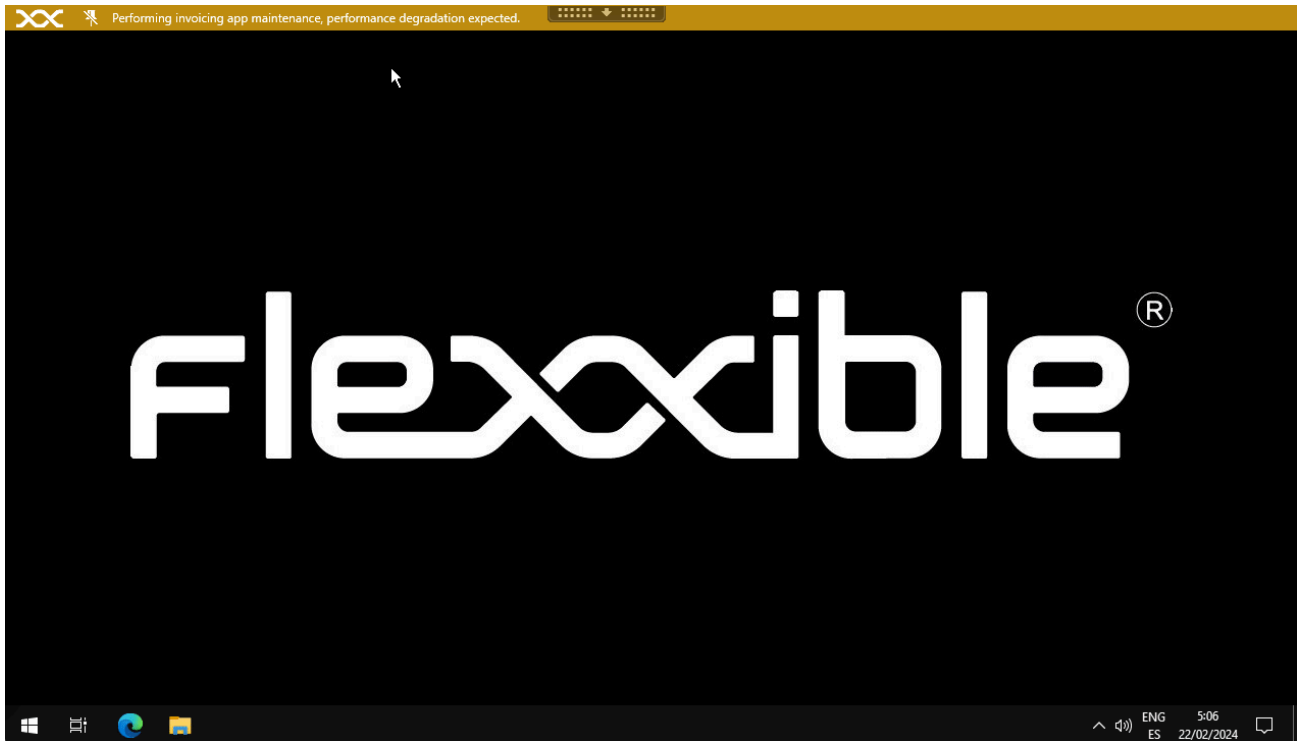 Performing invoicing app maintenance, performance degradation expected.
Flexxible®
ENG
ES
5:06
22/02/2024